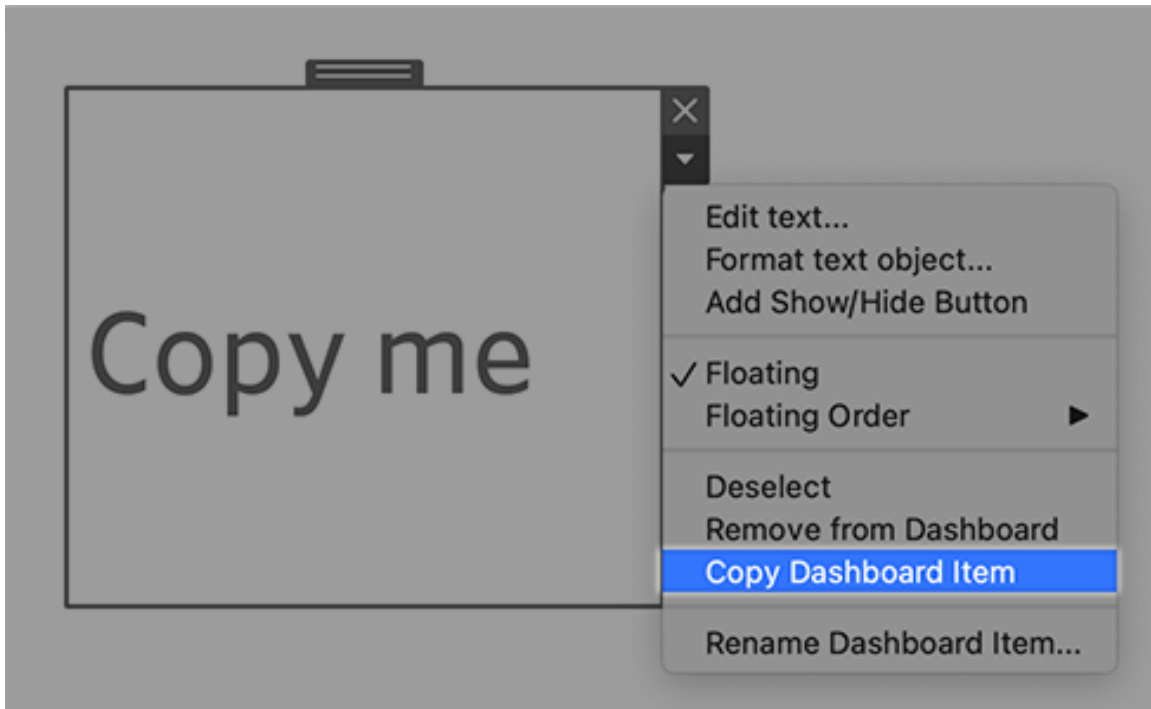 Copy me
Edit text...
Format text object...
Add Show/Hide Button
✓ Floating
Floating Order ▶
Deselect
Remove from Dashboard
Copy Dashboard Item
Rename Dashboard Item...